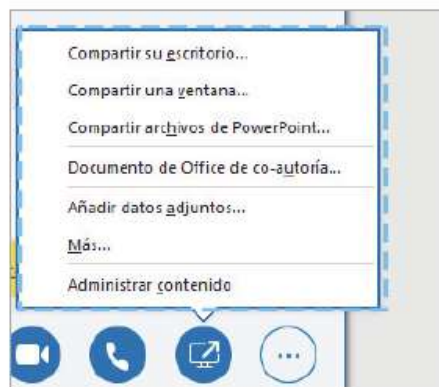 Compartir su escritorio...
Compartir una ventana...
Compartir archivos de PowerPoint...
Documento de Office de co-autoría...
Añadir datos adjuntos...
Más...
Administrar contenido